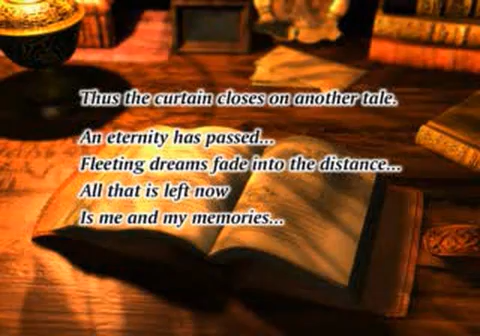 Thus the curtain closes on another tale.
An eternity has passed...
Fleeting dreams fade into the distance...
All that is left now
Is me and my memories...